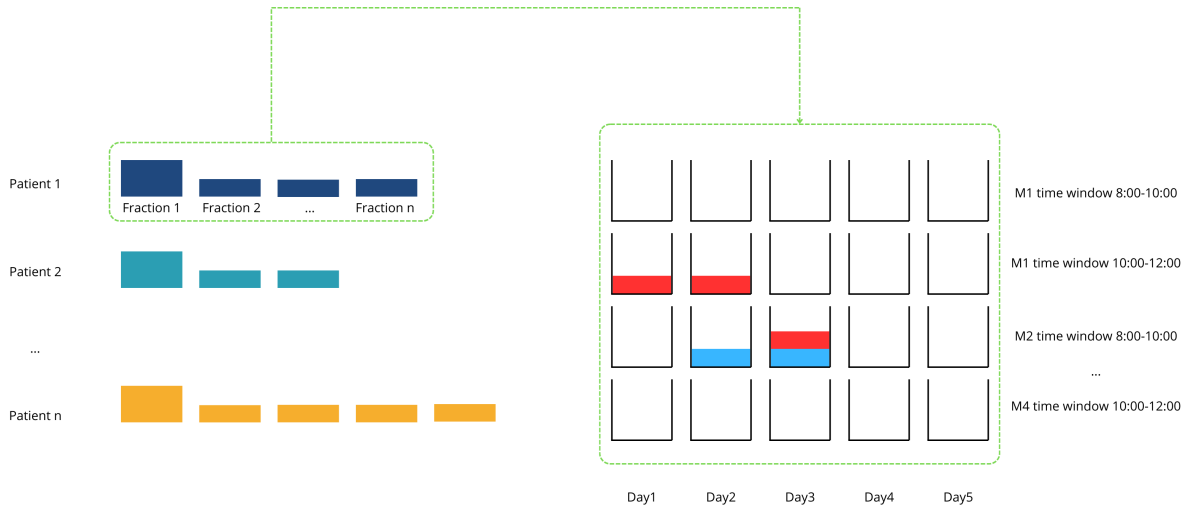 Patient 1
Fraction 1
Fraction 2
...
Fraction n
Patient 2
...
Patient n
M1 time window 8:00-10:00
M1 time window 10:00-12:00
M2 time window 8:00-10:00
...
M4 time window 10:00-12:00
Day1
Day2
Day3
Day4
Day5